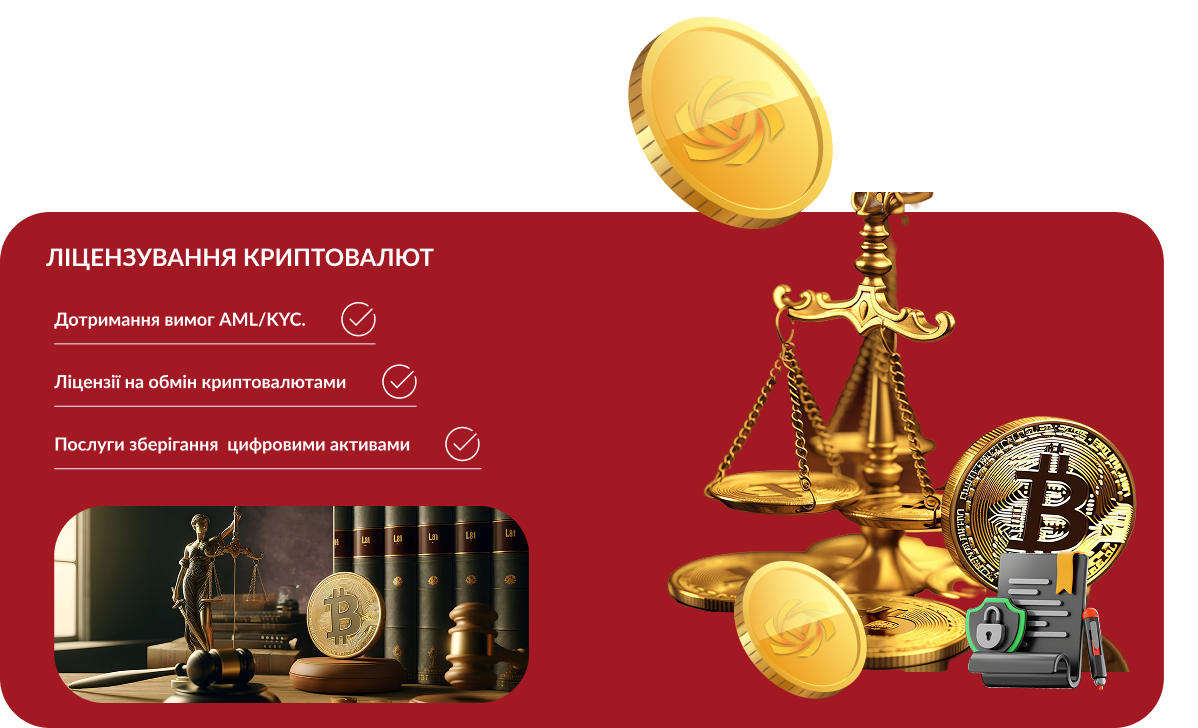 ЛІЦЕНЗУВАННЯ КРИПТОВАЛЮТ
Дотримання вимог AML/KYC.
Ліцензії на обмін криптовалютами
Послуги зберігання цифровими активами